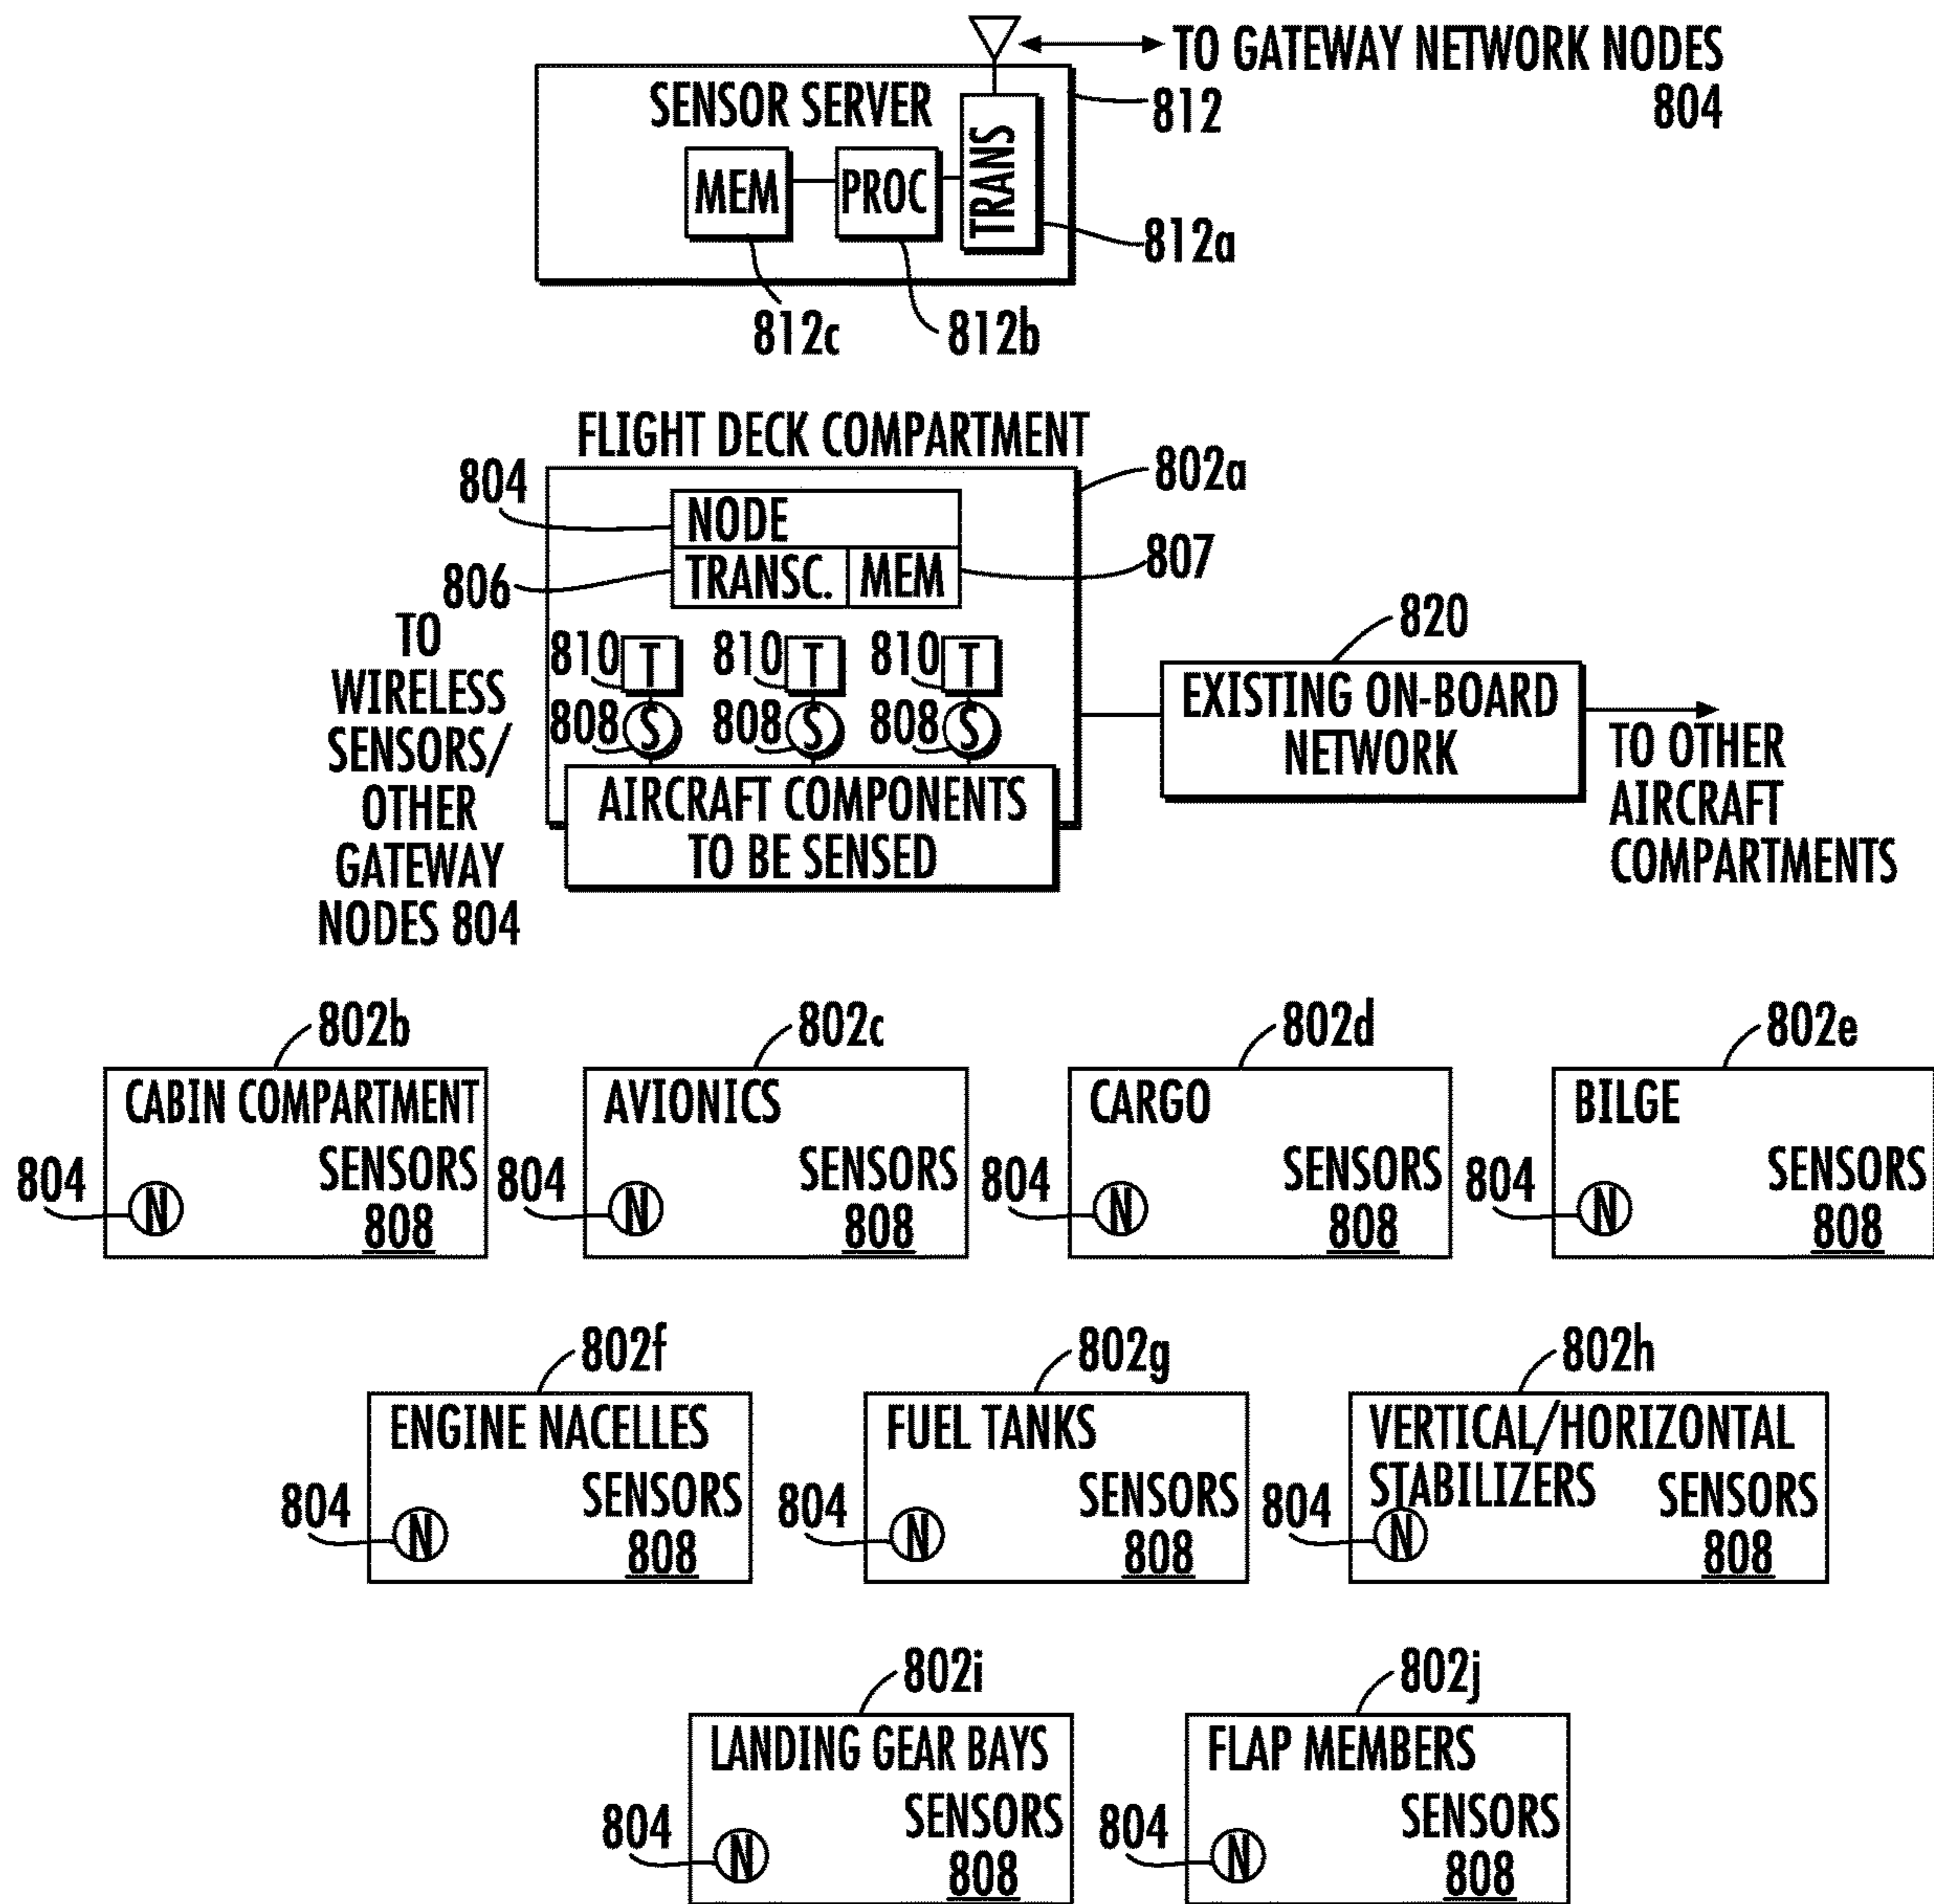 TO GATEWAY NETWORK NODES
804
SENSOR SERVER
812
MEM
PROC
TRANS
812a
812c
812b
FLIGHT DECK COMPARTMENT
802a
804
NODE
TRANSC.
MEM
807
806
TO
WIRELESS
SENSORS/
OTHER
GATEWAY
NODES 804
810 T
810 T
810 T
808 S
808 S
808 S
AIRCRAFT COMPONENTS
TO BE SENSED
820
EXISTING ON-BOARD
NETWORK
TO OTHER
AIRCRAFT
COMPARTMENTS
802b
CABIN COMPARTMENT
SENSORS
808
804
N
802c
AVIONICS
SENSORS
808
804
N
802d
CARGO
SENSORS
808
804
N
802e
BILGE
SENSORS
808
804
N
802f
ENGINE NACELLES
SENSORS
808
804
N
802g
FUEL TANKS
SENSORS
808
804
N
802h
VERTICAL/HORIZONTAL
STABILIZERS
SENSORS
808
804
N
802i
LANDING GEAR BAYS
SENSORS
808
804
N
802j
FLAP MEMBERS
SENSORS
808
804
N